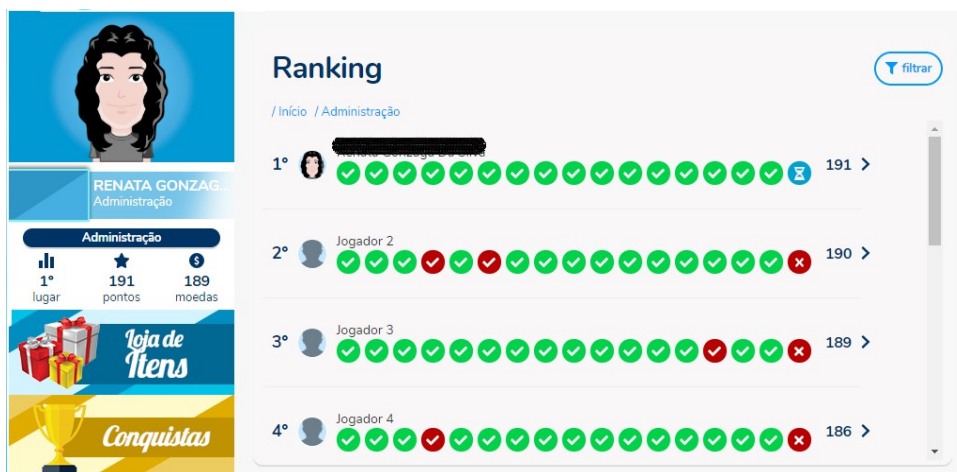 RENATA GONZAG...
Administração
Administração
1° 191 189
lugar pontos moedas
Loja de
Itens
Conquistas
Ranking
filtrar
/ Início / Administração
1° 191
Jogador 2
2° 190
Jogador 3
3° 189
Jogador 4
4° 186